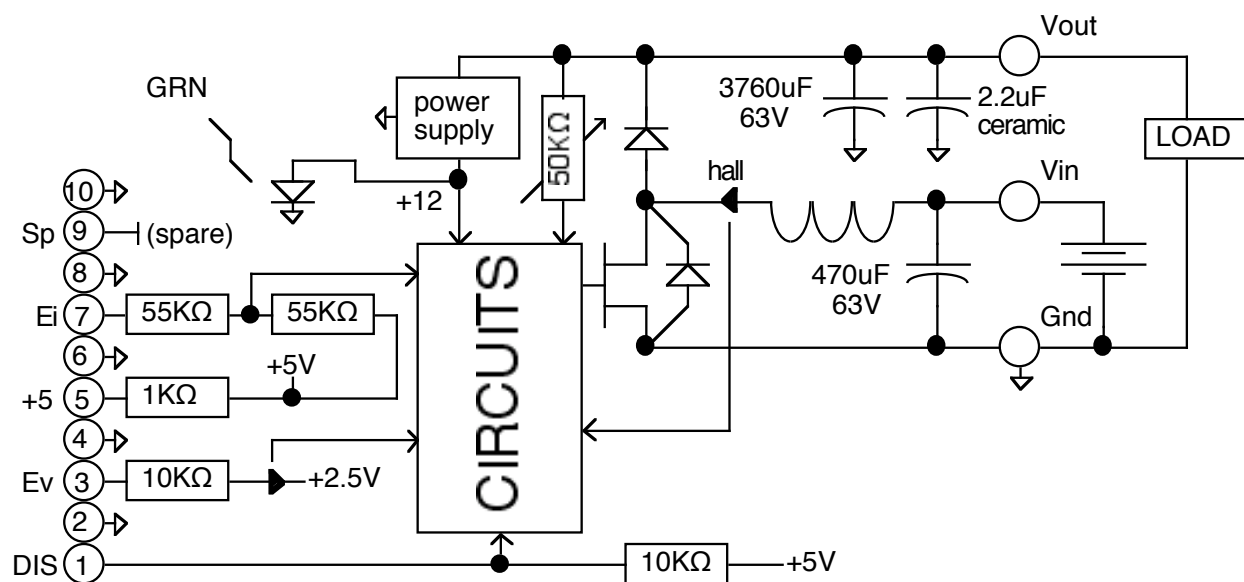 Vout
GRN
power
supply
50KΩ
3760uF
63V
2.2uF
ceramic
LOAD
hall
Vin
10
+12
Sp 9 (spare)
8
CIRCUITS
470uF
63V
Ei 7 55KΩ 55KΩ
Gnd
6
+5V
+5 5 1KΩ
4
Ev 3 10KΩ +2.5V
2
DIS 1 10KΩ +5V